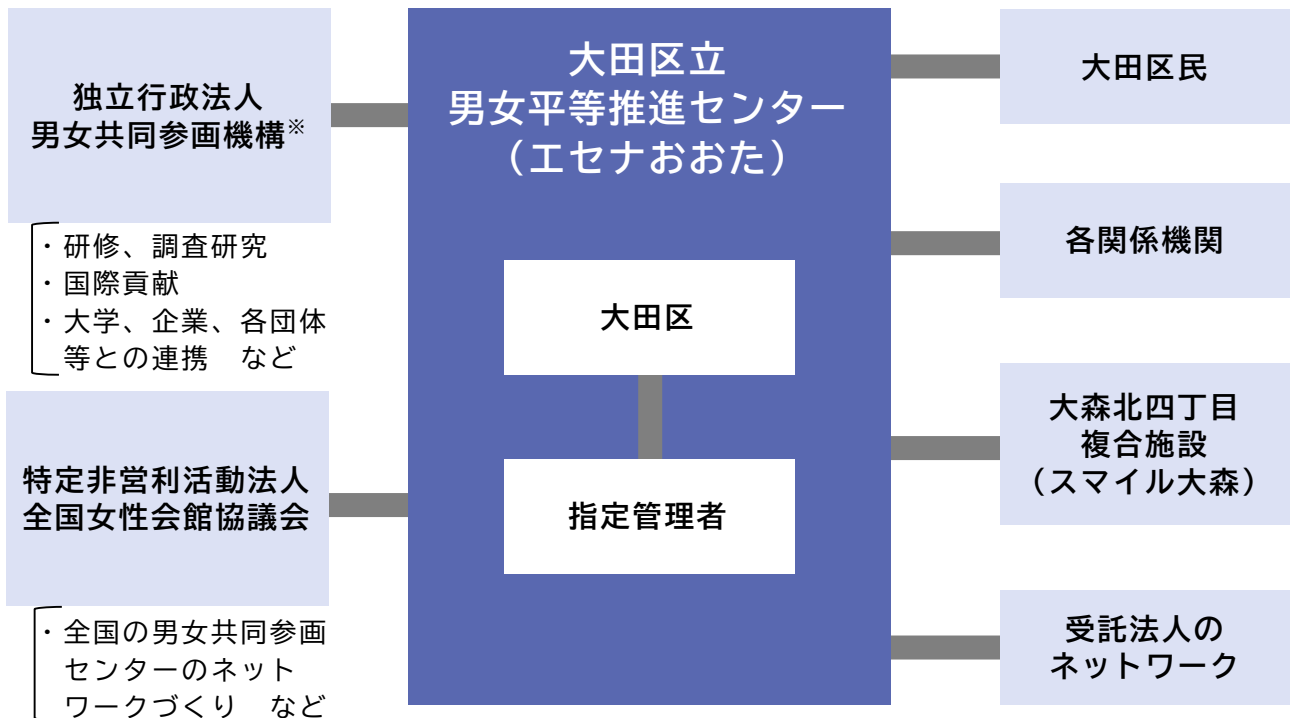 独立行政法人
男女共同参画機構※
・研修、調査研究
・国際貢献
・大学、企業、各団体
等との連携　など
特定非営利活動法人
全国女性会館協議会
・全国の男女共同参画
センターのネット
ワークづくり　など
大田区立
男女平等推進センター
（エセナおおた）
大田区
指定管理者
大田区民
各関係機関
大森北四丁目
複合施設
（スマイル大森）
受託法人の
ネットワーク